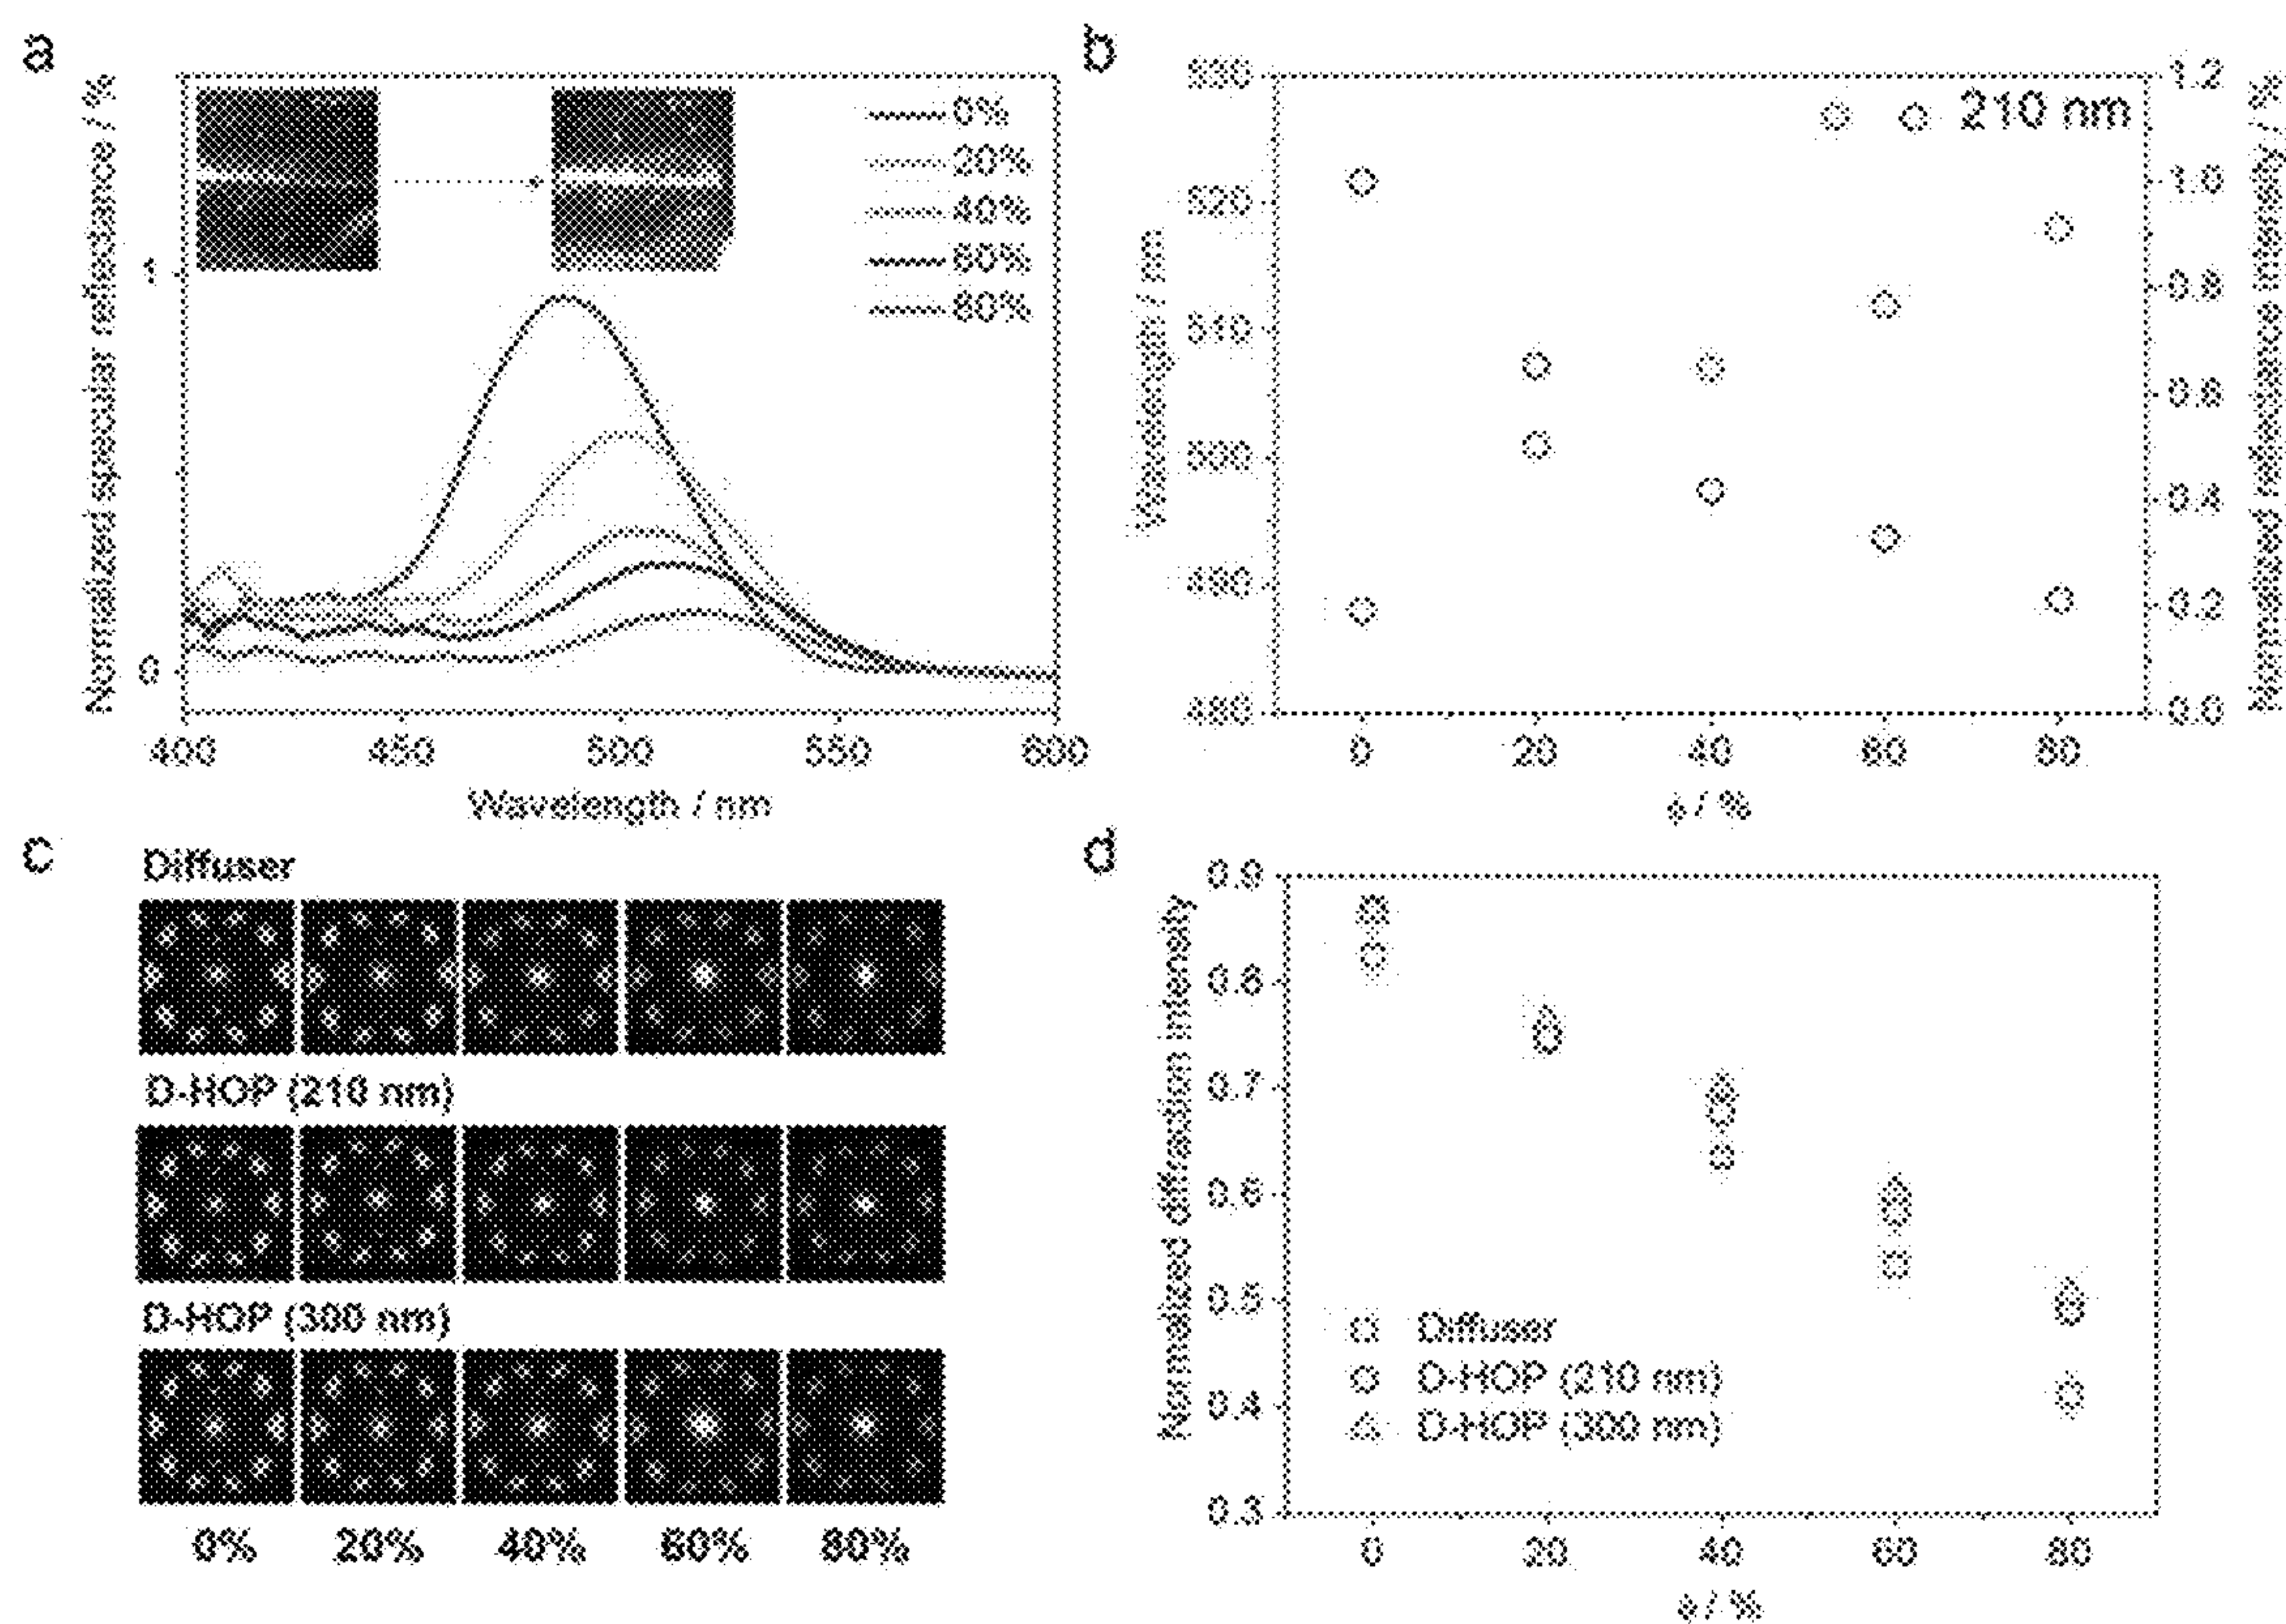 a
Normalized specular reflectance / %
0%
20%
40%
60%
80%
1
0
400 450 500 550 600
Wavelength / nm
b
Wavelength / nm
210 nm
530
520
510
500
490
480
1.2
1.0
0.8
0.6
0.4
0.2
0.0
Normalised reflectance intensity / %
0 20 40 60 80
c
Diffuser
D-HOP (210 nm)
D-HOP (300 nm)
0% 20% 40% 60% 80%
d
Normalised diffraction intensity
0.9
0.8
0.7
0.6
0.5
0.4
0.3
Diffuser
D-HOP (210 nm)
D-HOP (300 nm)
0 20 40 60 80